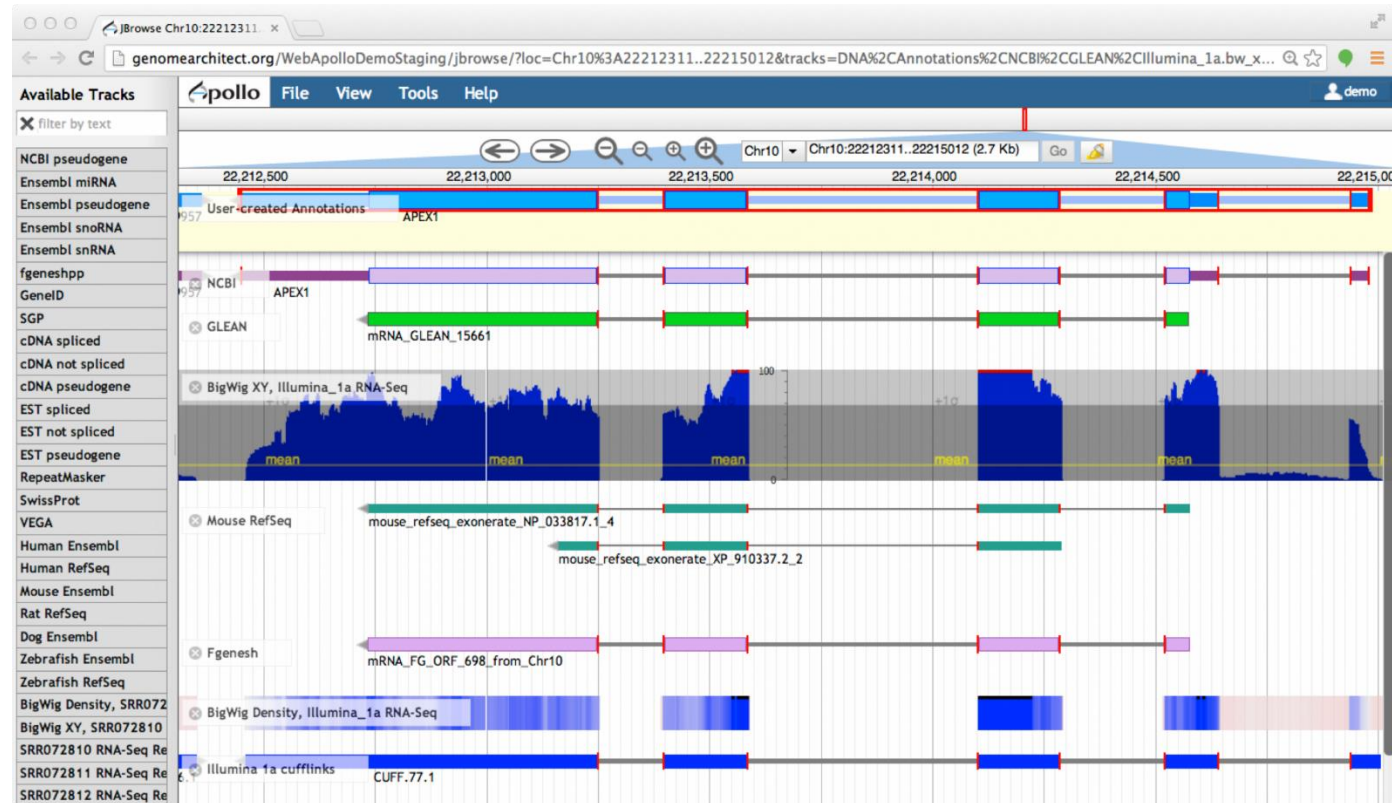 JBrowse Chr10:22212311. ×
genomearchitect.org/WebApolloDemoStaging/jbrowse/?loc=Chr10%3A22212311..22215012&tracks=DNA%2CAnnotations%2CNCBI%2CGLEAN%2CIllumina_1a.bw_x...
Available Tracks
filter by text
NCBI pseudogene
Ensembl miRNA
Ensembl pseudogene
Ensembl snoRNA
Ensembl snRNA
fgeneshpp
GeneID
SGP
cDNA spliced
cDNA not spliced
cDNA pseudogene
EST spliced
EST not spliced
EST pseudogene
RepeatMasker
SwissProt
VEGA
Human Ensembl
Human RefSeq
Mouse Ensembl
Rat RefSeq
Dog Ensembl
Zebrafish Ensembl
Zebrafish RefSeq
BigWig Density, SRR072
BigWig XY, SRR072810
SRR072810 RNA-Seq Re
SRR072811 RNA-Seq Re
SRR072812 RNA-Seq Re
Apollo File View Tools Help demo
Chr10 Chr10:22212311..22215012 (2.7 Kb) Go
22,212,500 22,213,000 22,213,500 22,214,000 22,214,500 22,215,00
957 User-created Annotations
APEX1
NCBI
957 APEX1
GLEAN
mRNA_GLEAN_15661
100
BigWig XY, Illumina_1a RNA-Seq
+1σ
mean mean mean mean mean
0
Mouse RefSeq
mouse_refseq_exonerate_NP_033817.1_4
mouse_refseq_exonerate_XP_910337.2_2
Fgenesh
mRNA_FG_ORF_698_from_Chr10
BigWig Density, Illumina_1a RNA-Seq
Illumina 1a cufflinks
CUFF.77.1